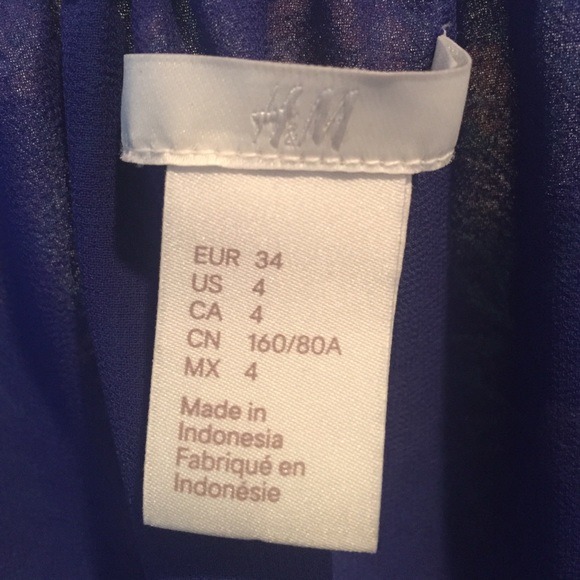 H&M
EUR 34
US 4
CA 4
CN 160/80A
MX 4
Made in
Indonesia
Fabriqué en
Indonésie